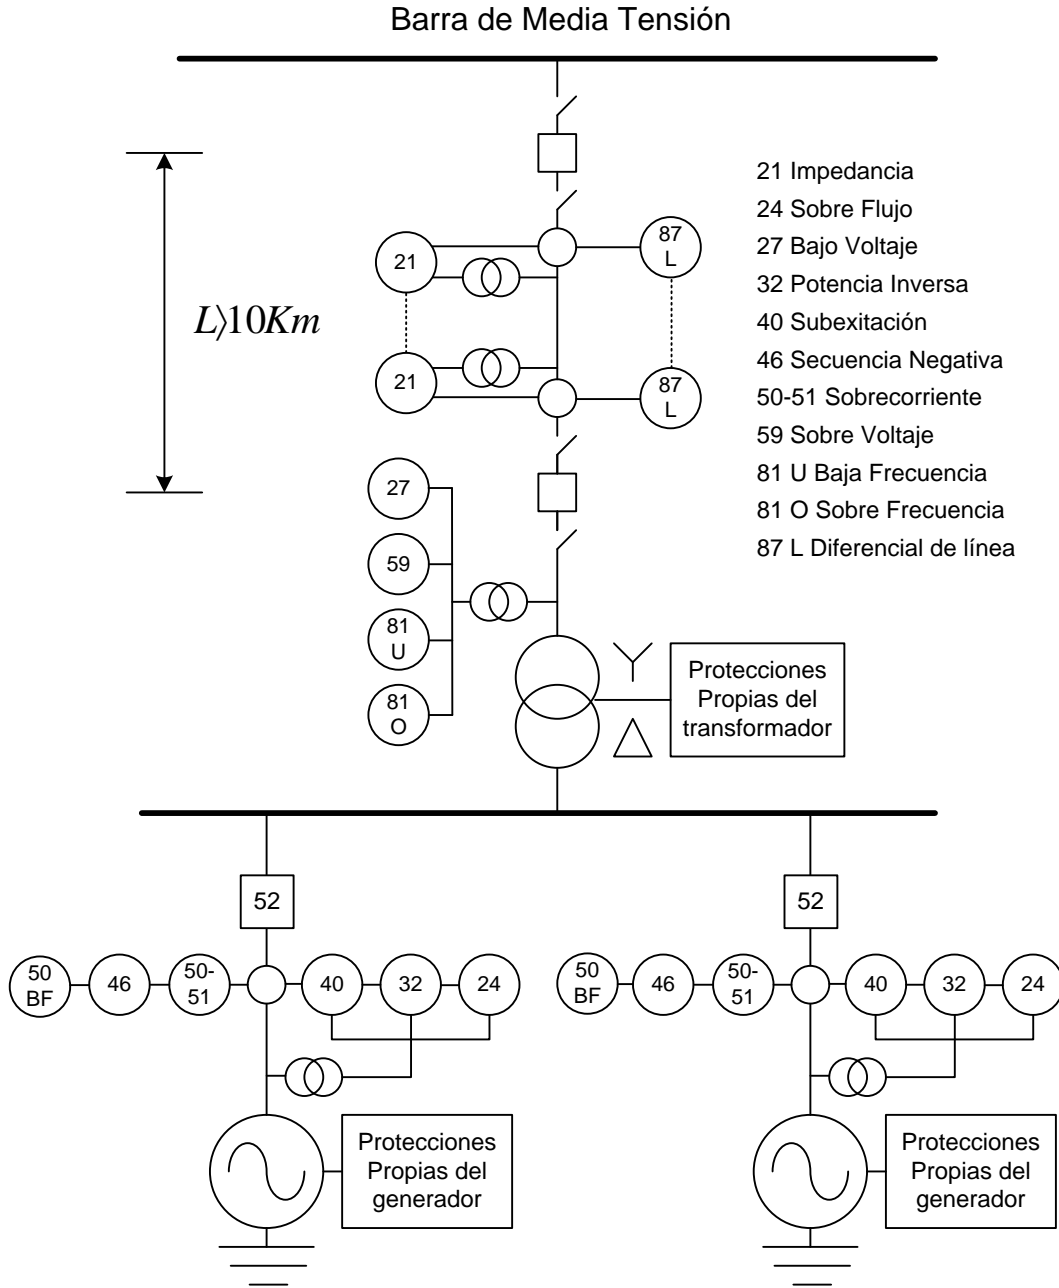 Barra de Media Tensión
L⟩10Km
21
87
L
21
87
L
21 Impedancia
24 Sobre Flujo
27 Bajo Voltaje
32 Potencia Inversa
40 Subexitación
46 Secuencia Negativa
50-51 Sobrecorriente
59 Sobre Voltaje
81 U Baja Frecuencia
81 O Sobre Frecuencia
87 L Diferencial de línea
27
59
81
U
81
O
Protecciones
Propias del
transformador
52
52
50
BF
46
50-
51
40
32
24
50
BF
46
50-
51
40
32
24
Protecciones
Propias del
generador
Protecciones
Propias del
generador